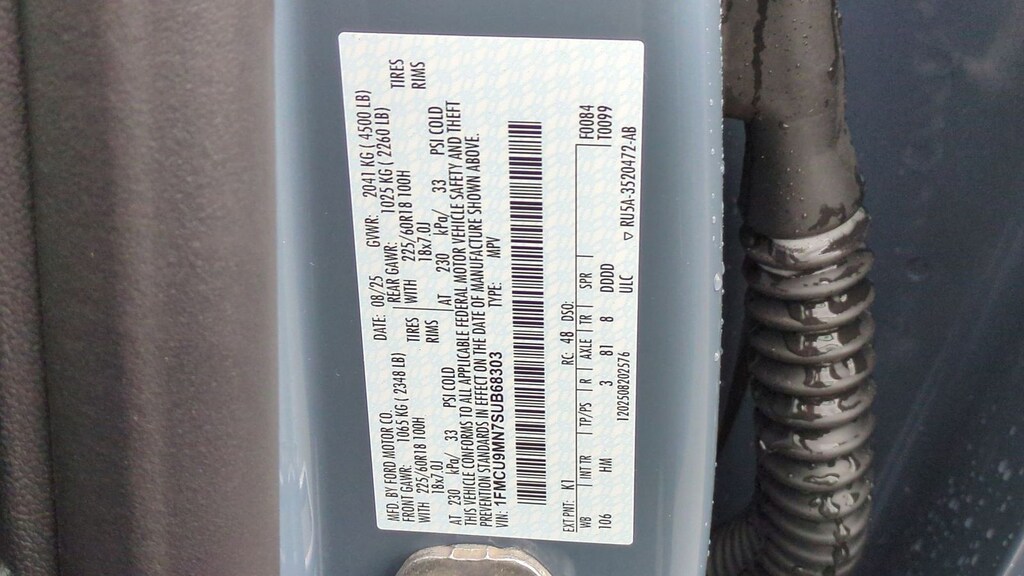 MFD. BY FORD MOTOR CO.
DATE: 08/25 GVWR: 2041 KG ( 4500 LB)
FRONT GAWR: 1065 KG ( 2348 LB) REAR GAWR: 1025 KG ( 2260 LB)
WITH 225/60R18 100H TIRES WITH 225/60R18 100H TIRES
18x7.0J RIMS 18x7.0J RIMS
AT 230 kPa/ 33 PSI COLD AT 230 kPa/ 33 PSI COLD
THIS VEHICLE CONFORMS TO ALL APPLICABLE FEDERAL MOTOR VEHICLE SAFETY AND THEFT
PREVENTION STANDARDS IN EFFECT ON THE DATE OF MANUFACTURE SHOWN ABOVE.
VIN: 1FMCU9MN7SUB68303 TYPE: MPV
EXT PNT: K1 RC: 48 DSO: F0084
WB INT TR TP/PS R AXLE TR SPR T0099
106 HM 3 81 8 DDDD
120250820257​6 ULC ▽ RU5A-3520472-AB